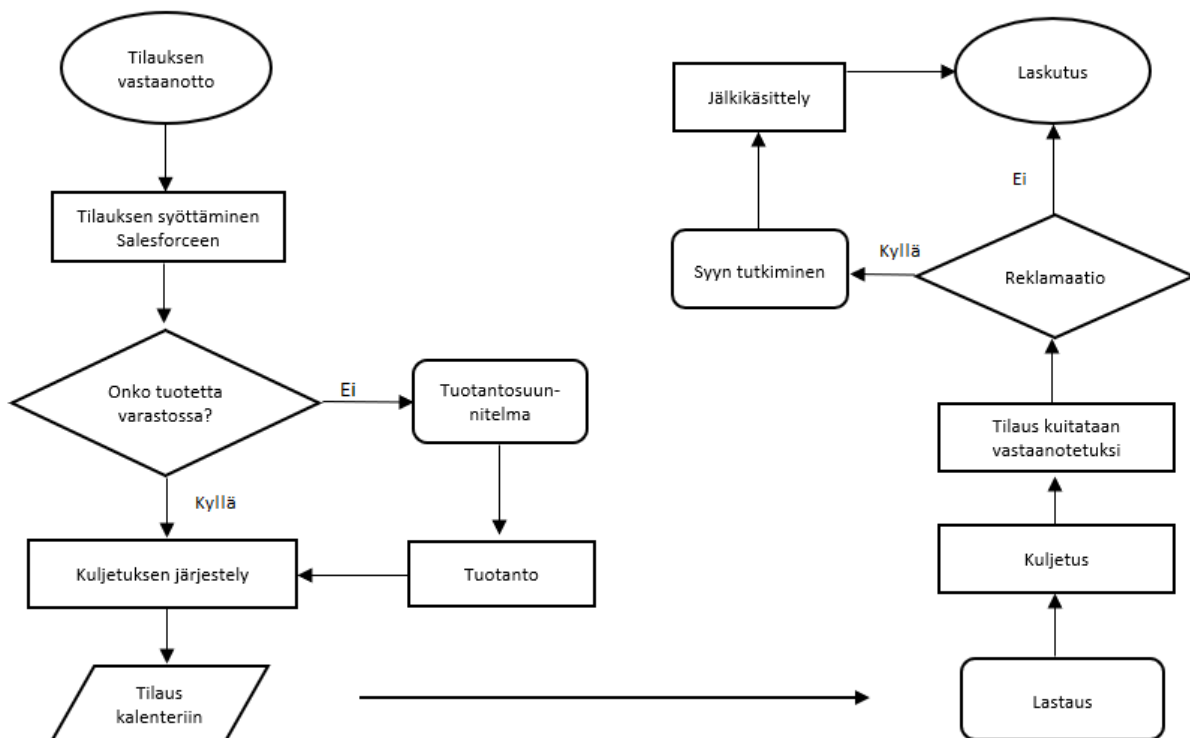 Tilauksen
vastaanotto
Tilauksen syöttäminen
Salesforceen
Onko tuotetta
varastossa?
Ei
Tuotantosuun-
nitelma
Kyllä
Kuljetuksen järjestely
Tuotanto
Tilaus
kalenteriin
Lastaus
Kuljetus
Tilaus kuitataan
vastaanotetuksi
Reklamaatio
Kyllä
Syyn tutkiminen
Jälkikäsittely
Ei
Laskutus